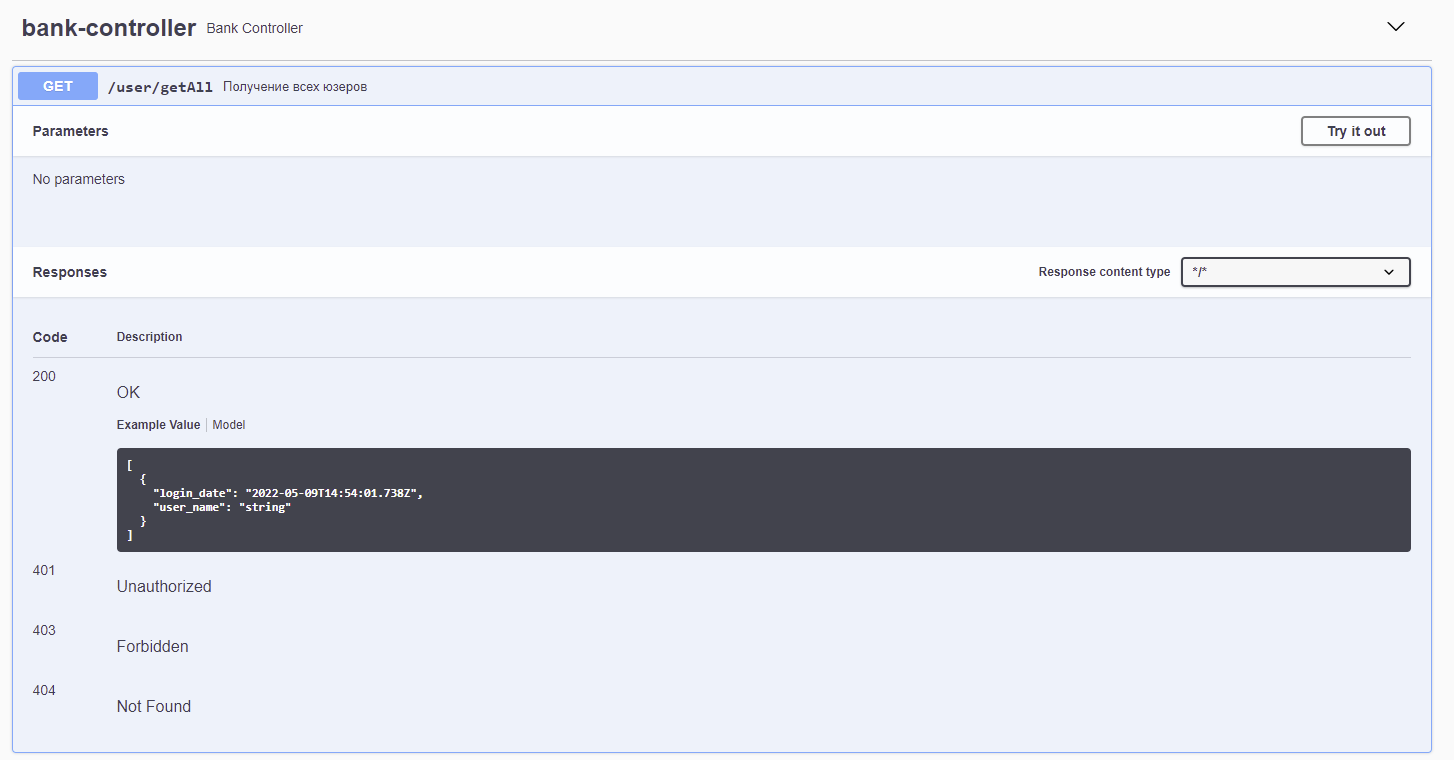 bank-controller Bank Controller
GET /user/getAll Получение всех юзеров
Parameters Try it out
No parameters
Responses Response content type */*
Code Description
200
OK
Example Value Model
[
{
"login_date": "2022-05-09T14:54:01.738Z",
"user_name": "string"
}
]
401
Unauthorized
403
Forbidden
404
Not Found